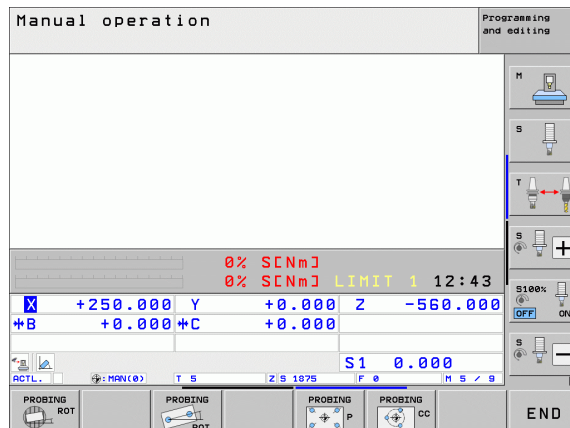 Manual operation
Programming
and editing
M
S
T
S
0% S[Nm]
0% S[Nm] LIMIT 1 12:43
S100%
OFF ON
X +250.000 Y +0.000 Z -560.000
B +0.000 C +0.000
S
S1 0.000
ACTL. : MAN(0) T 5 Z S 1875 F 0 M 5 / 9
PROBING
ROT
PROBING
ROT
PROBING
P
PROBING
CC
END